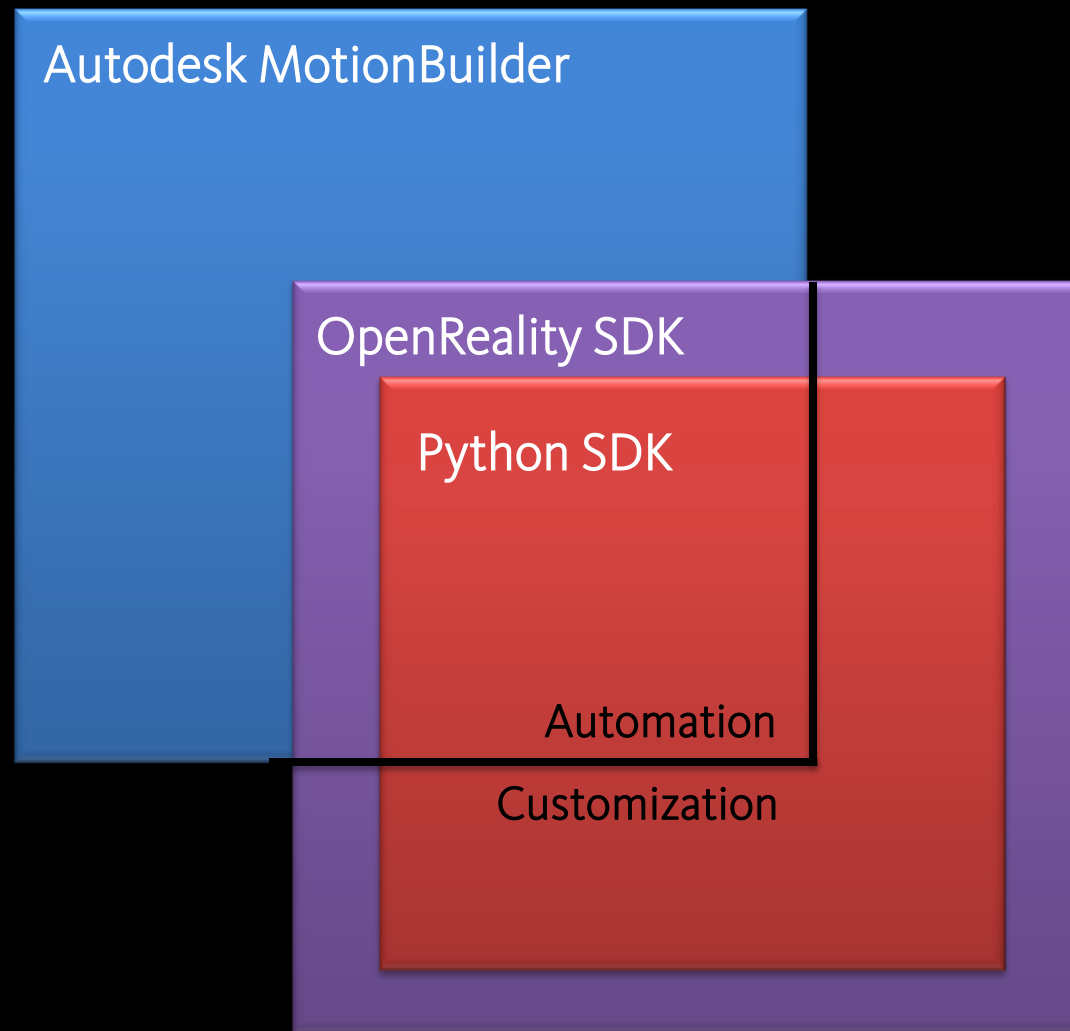 Autodesk MotionBuilder
OpenReality SDK
Python SDK
Automation
Customization